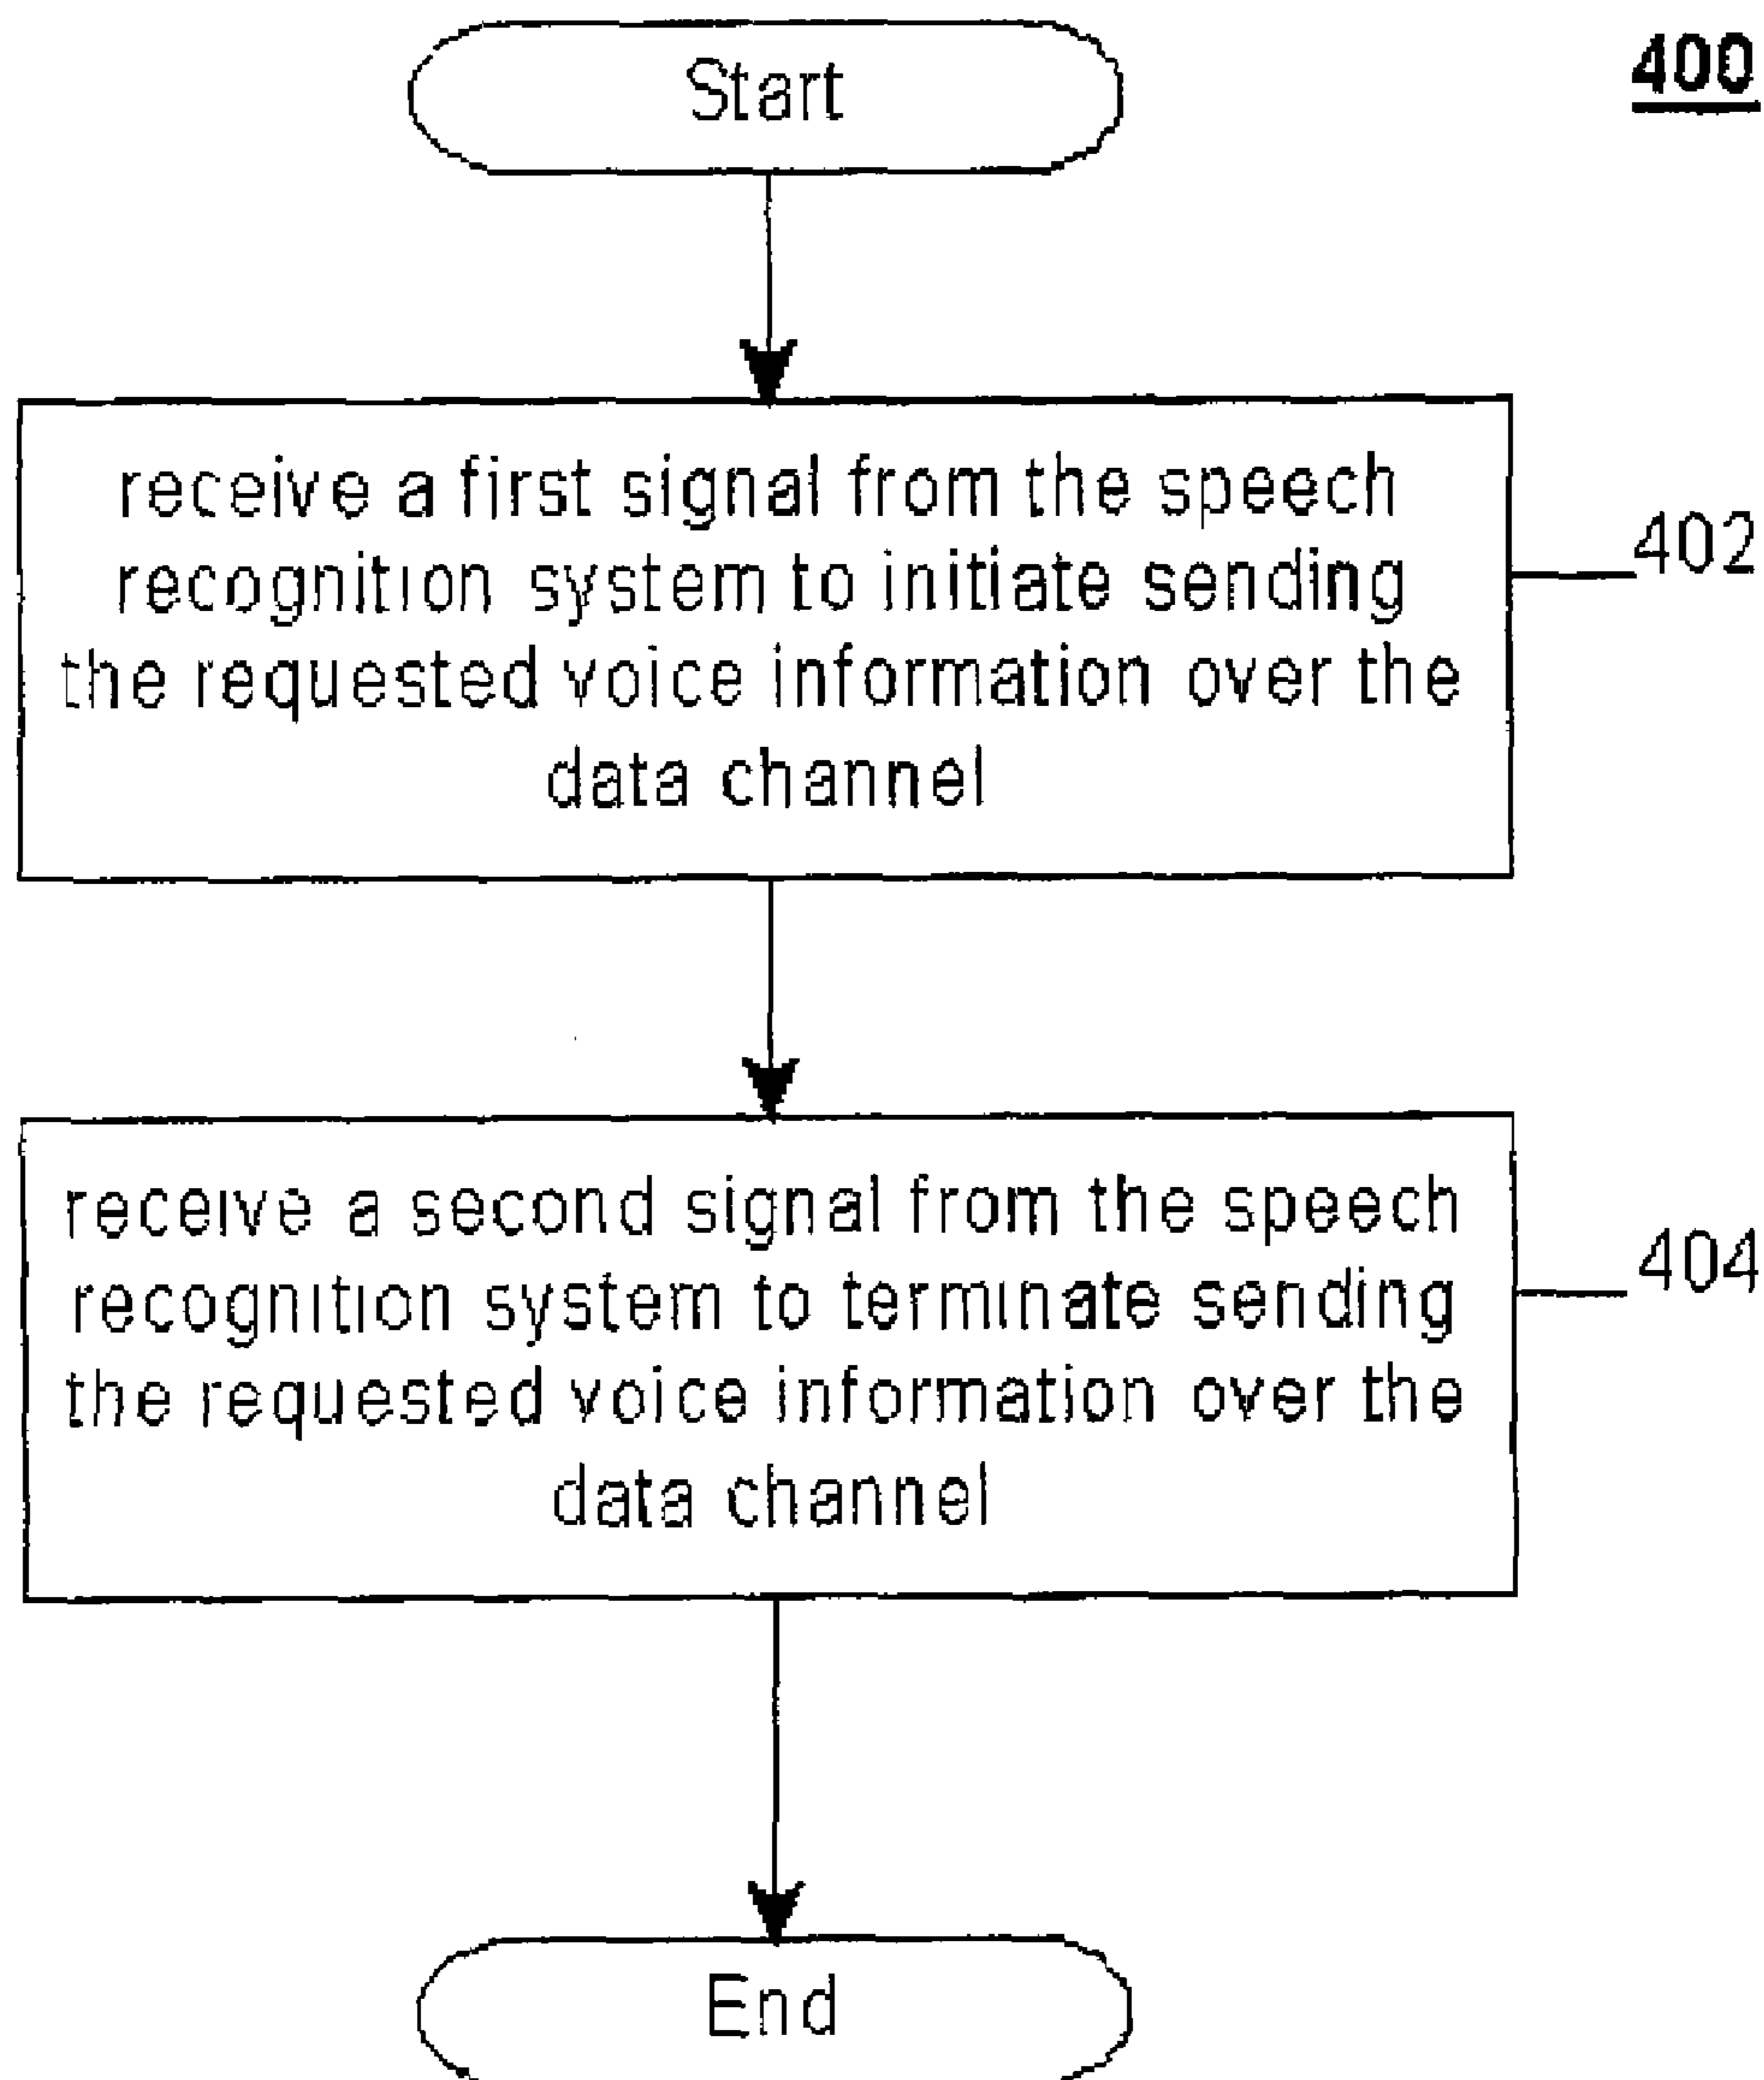 Start
400
receive a first signal from the speech
recognition system to initiate sending
the requested voice information over the
data channel
402
receive a second signal from the speech
recognition system to terminate sending
the requested voice information over the
data channel
404
End